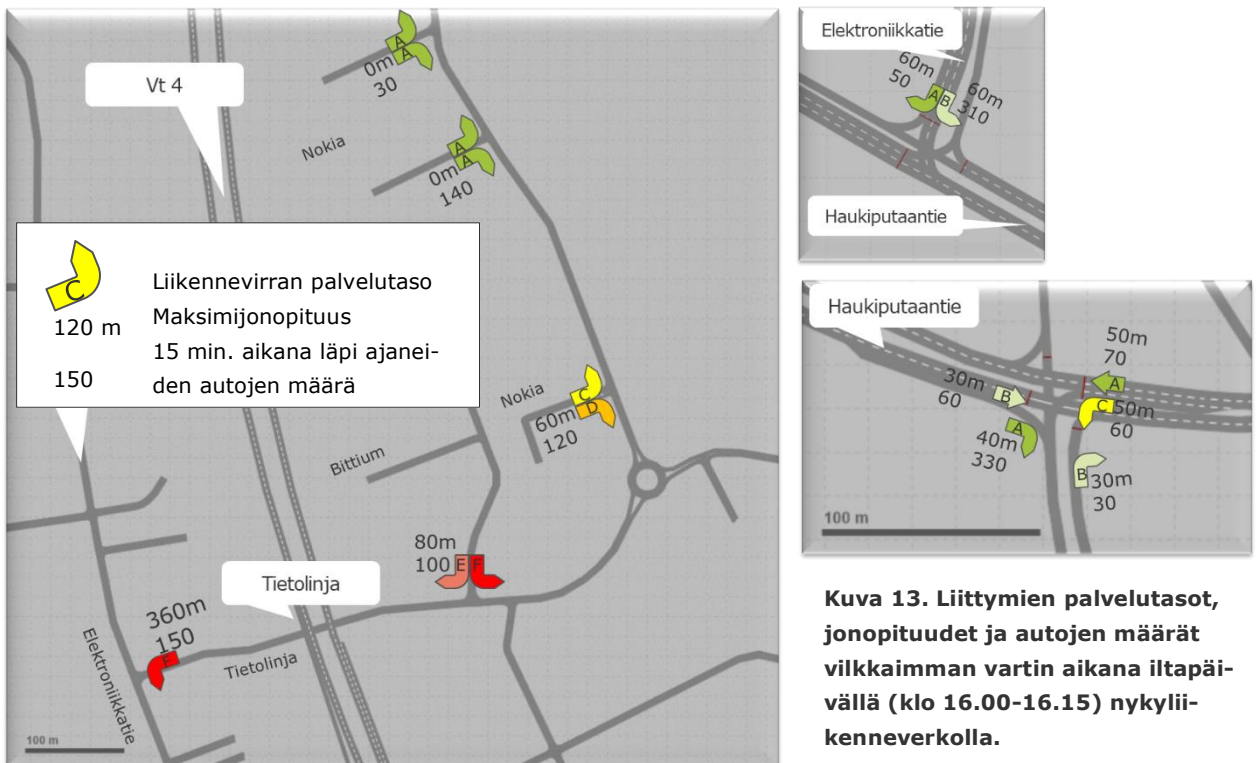 Vt 4
A
A
0m
30
Nokia
A
A
0m
140
C
Liikennevirran palvelutaso
120 m
Maksimijonopituus
150
15 min. aikana läpi ajanei-
den autojen määrä
Nokia
C
D
60m
120
Bittium
80m
100
E
F
Tietolinja
360m
150
F
Tietolinja
Elektroniikkatie
100 m
Elektroniikkatie
60m
50
A
B
60m
310
Haukiputaantie
Haukiputaantie
50m
70
A
30m
60
B
C
50m
60
A
40m
330
B
30m
30
100 m
Kuva 13. Liittymien palvelutasot,
jonopituudet ja autojen määrät
vilkkaimman vartin aikana iltapäi-
vällä (klo 16.00-16.15) nykylii-
kenneverkolla.